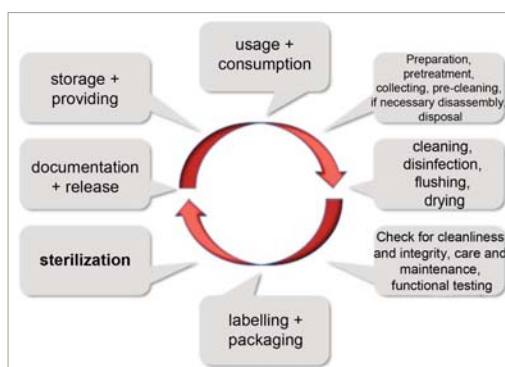 usage +
consumption
Preparation,
pretreatment,
collecting, pre-cleaning,
if necessary disassembly,
disposal
cleaning,
disinfection,
flushing,
drying
Check for cleanliness
and integrity, care and
maintenance,
functional testing
labelling +
packaging
sterilization
documentation
+ release
storage +
providing